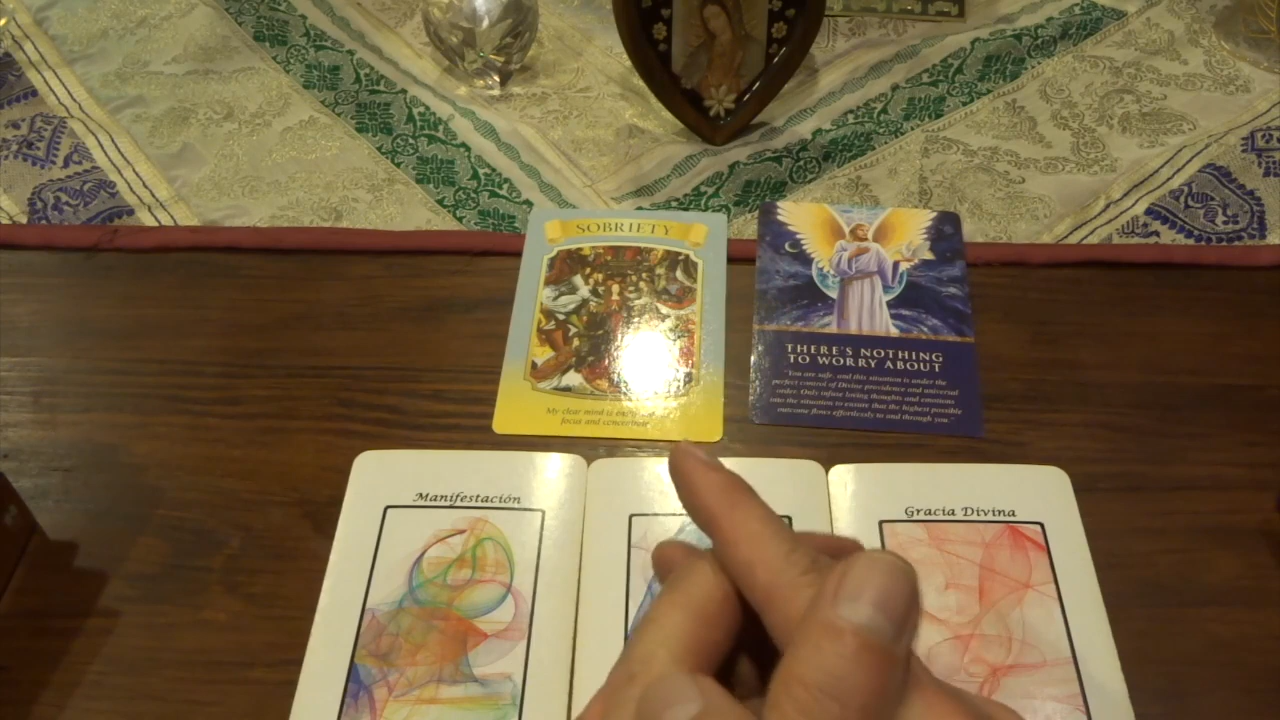 SOBRIETY
My clear mind is
focus and concentrate
THERE'S NOTHING
TO WORRY ABOUT
"You are safe, and this situation is under the
perfect control of Divine providence and universal
order. Only infuse loving thoughts and emotions
into the situation to ensure that the highest possible
outcome flows effortlessly to and through you."
Manifestación
Gracia Divina